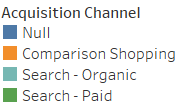 Acquisition Channel
Null
Comparison Shopping
Search - Organic
Search - Paid